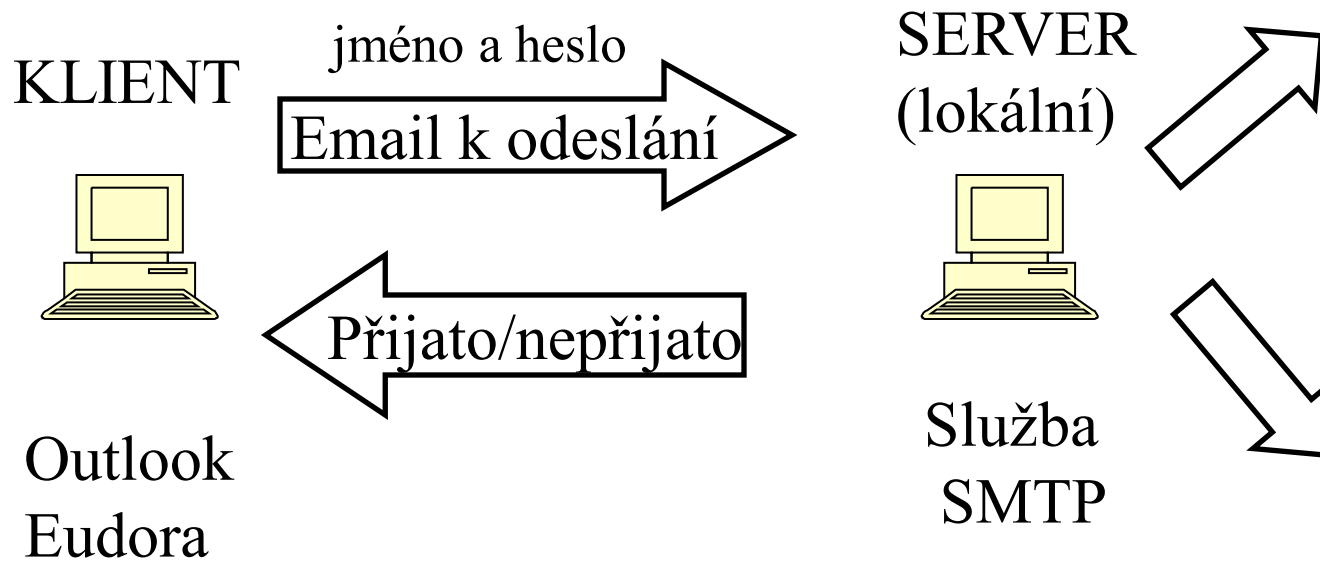 KLIENT
jméno a heslo
Email k odeslání
SERVER
(lokální)
Přijato/nepřijato
Outlook
Eudora
Služba
SMTP